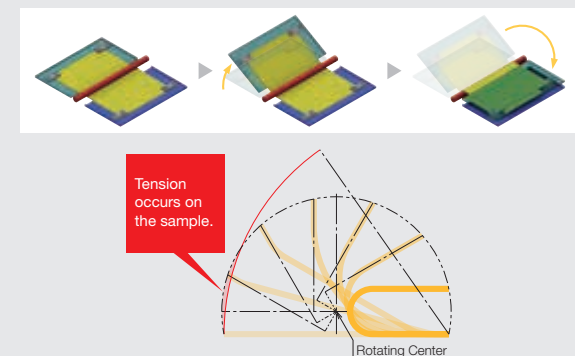 Tension
occurs on
the sample.
Rotating Center